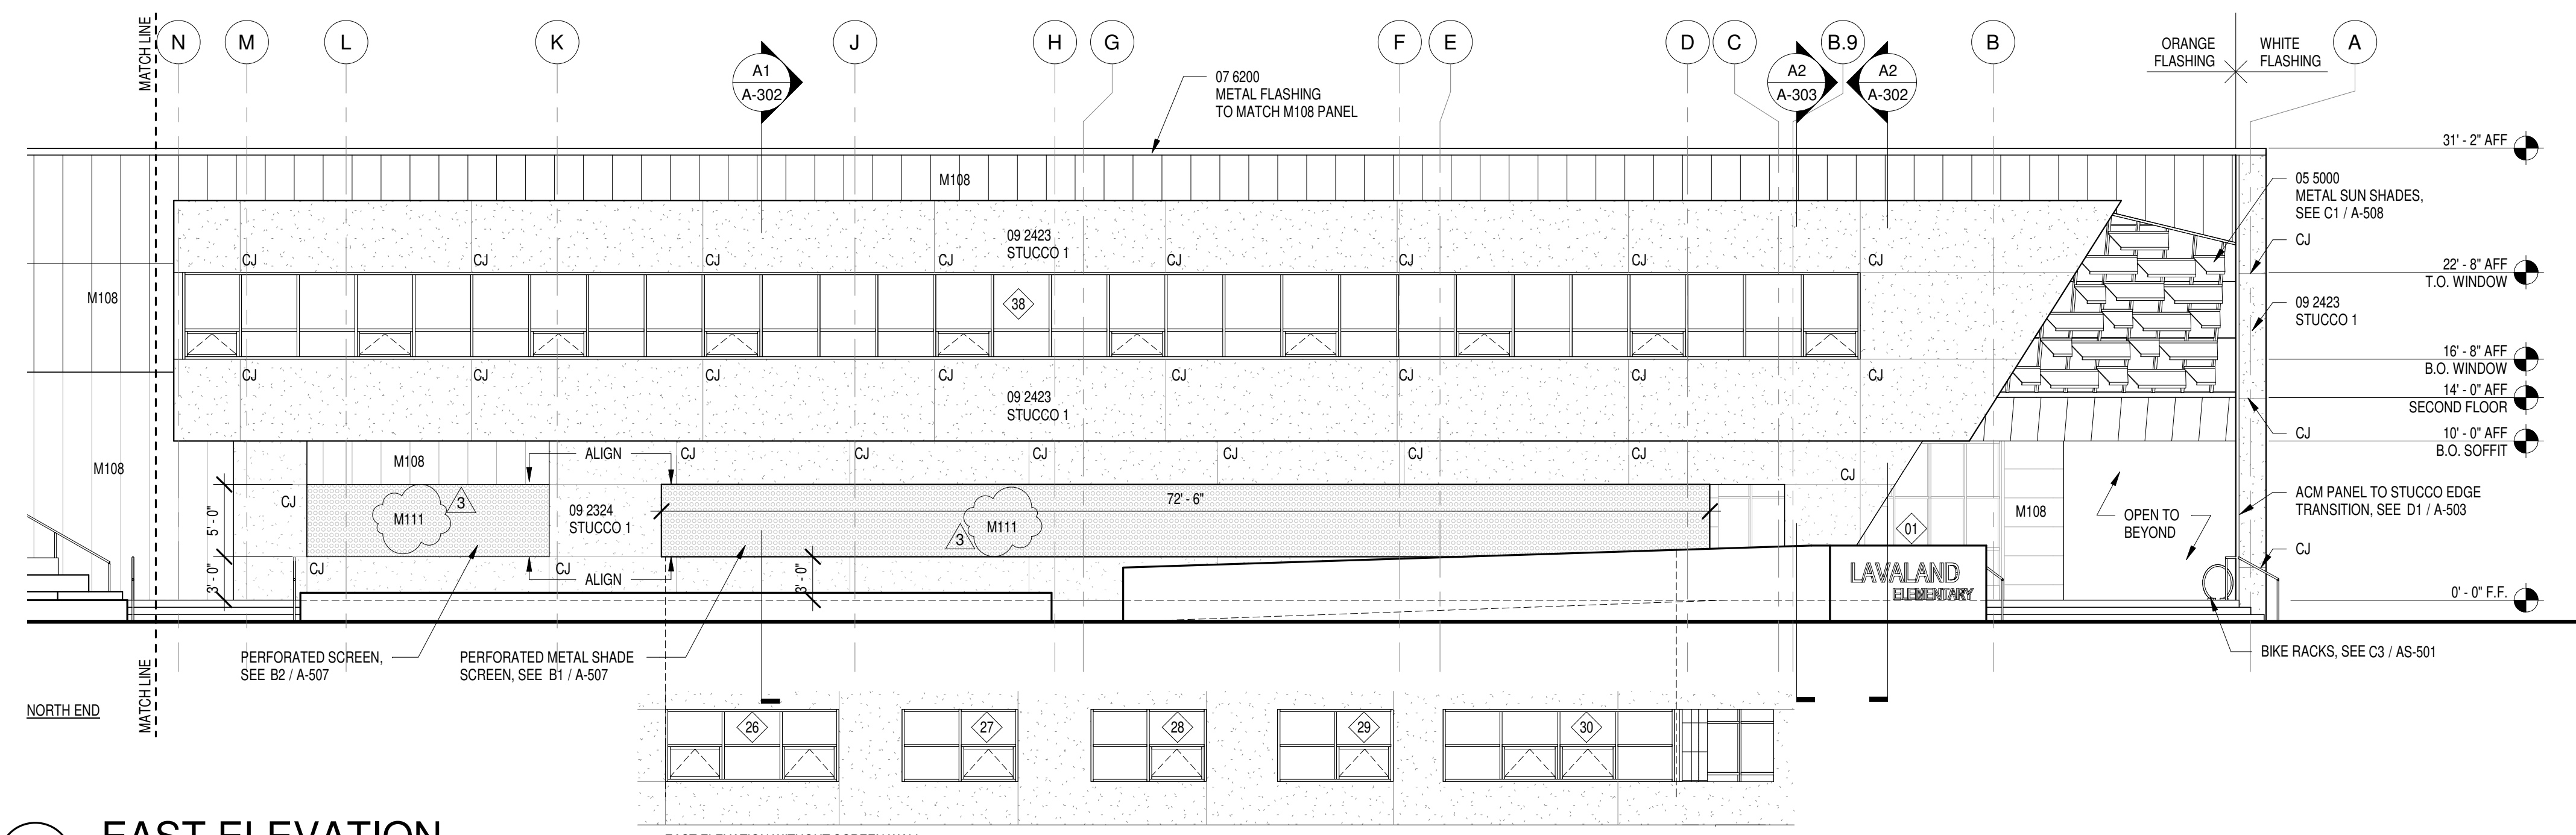 MATCH LINE
N
M
L
K
A1
A-302
J
H
G
F
E
D
C
A2
A-303
B.9
A2
A-302
B
ORANGE
FLASHING
WHITE
FLASHING
A
07 6200
METAL FLASHING
TO MATCH M108 PANEL
31' - 2" AFF
M108
05 5000
METAL SUN SHADES,
SEE C1 / A-508
09 2423
STUCCO 1
CJ
CJ
CJ
CJ
CJ
CJ
CJ
CJ
CJ
22' - 8" AFF
T.O. WINDOW
M108
38
09 2423
STUCCO 1
16' - 8" AFF
B.O. WINDOW
CJ
CJ
CJ
CJ
CJ
CJ
CJ
CJ
09 2423
STUCCO 1
14' - 0" AFF
SECOND FLOOR
CJ
10' - 0" AFF
B.O. SOFFIT
M108
M108
ALIGN
CJ
CJ
CJ
CJ
CJ
CJ
CJ
5' - 0"
CJ
M111
3
09 2324
STUCCO 1
72' - 6"
M111
3
01
M108
OPEN TO
BEYOND
ACM PANEL TO STUCCO EDGE
TRANSITION, SEE D1 / A-503
CJ
3' - 0"
CJ
CJ
ALIGN
3' - 0"
LAVALAND
ELEMENTARY
0' - 0" F.F.
PERFORATED SCREEN,
SEE B2 / A-507
PERFORATED METAL SHADE
SCREEN, SEE B1 / A-507
BIKE RACKS, SEE C3 / AS-501
NORTH END
MATCH LINE
26
27
28
29
30
EAST ELEVATION